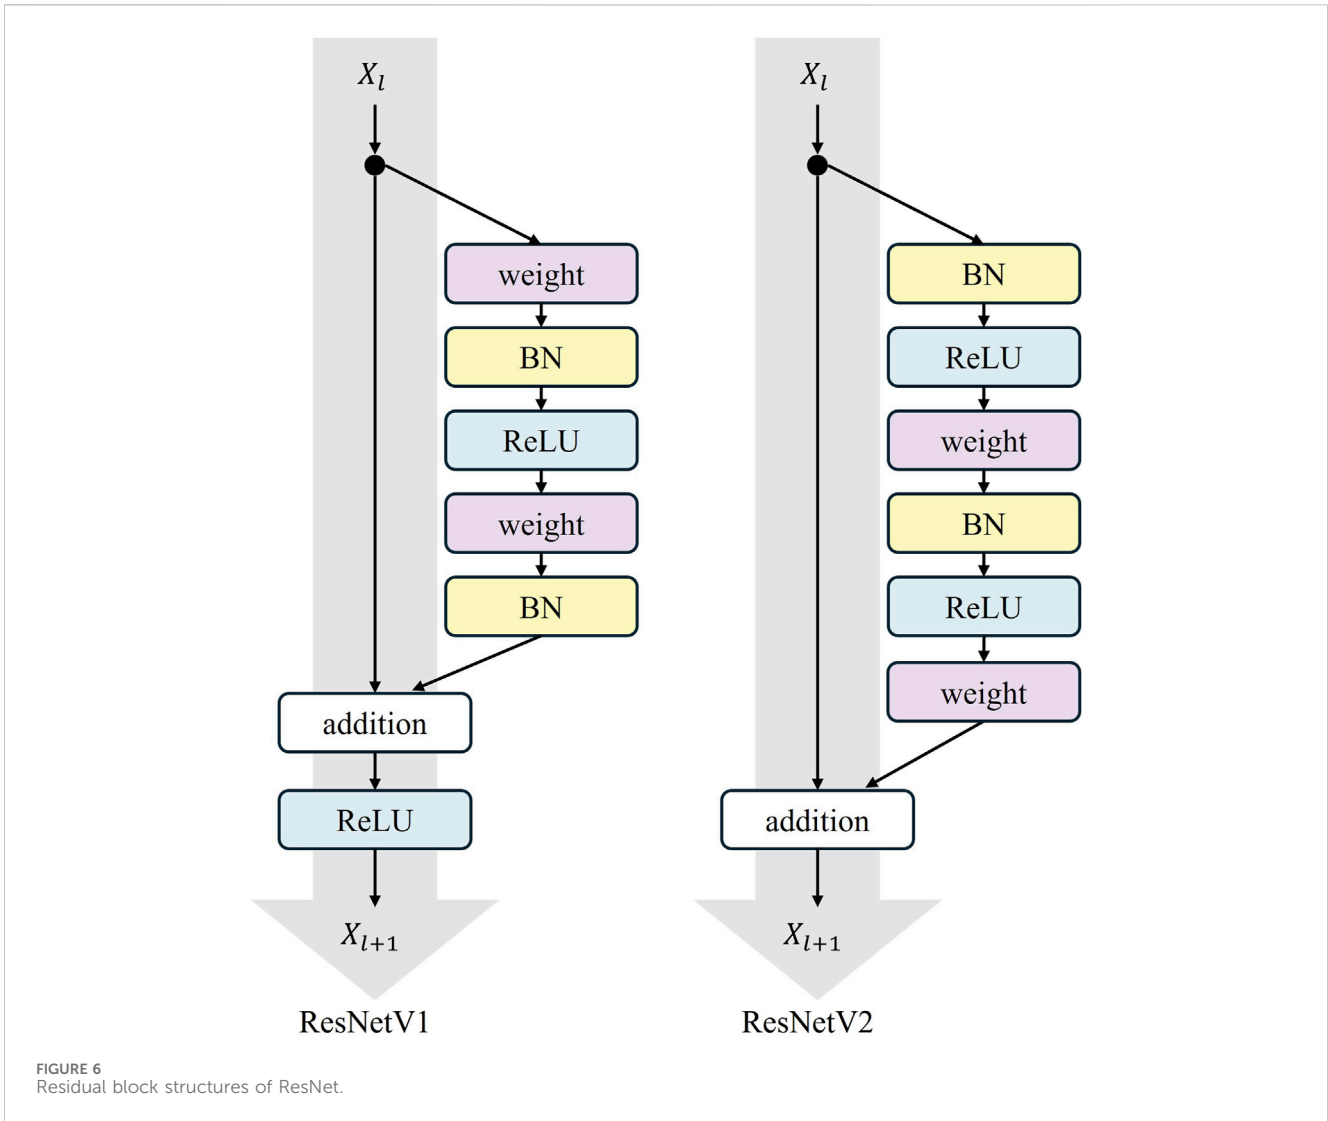 X_l
weight
BN
ReLU
weight
BN
addition
ReLU
X_{l+1}
ResNetV1
X_l
BN
ReLU
weight
BN
ReLU
weight
addition
X_{l+1}
ResNetV2
FIGURE 6
Residual block structures of ResNet.